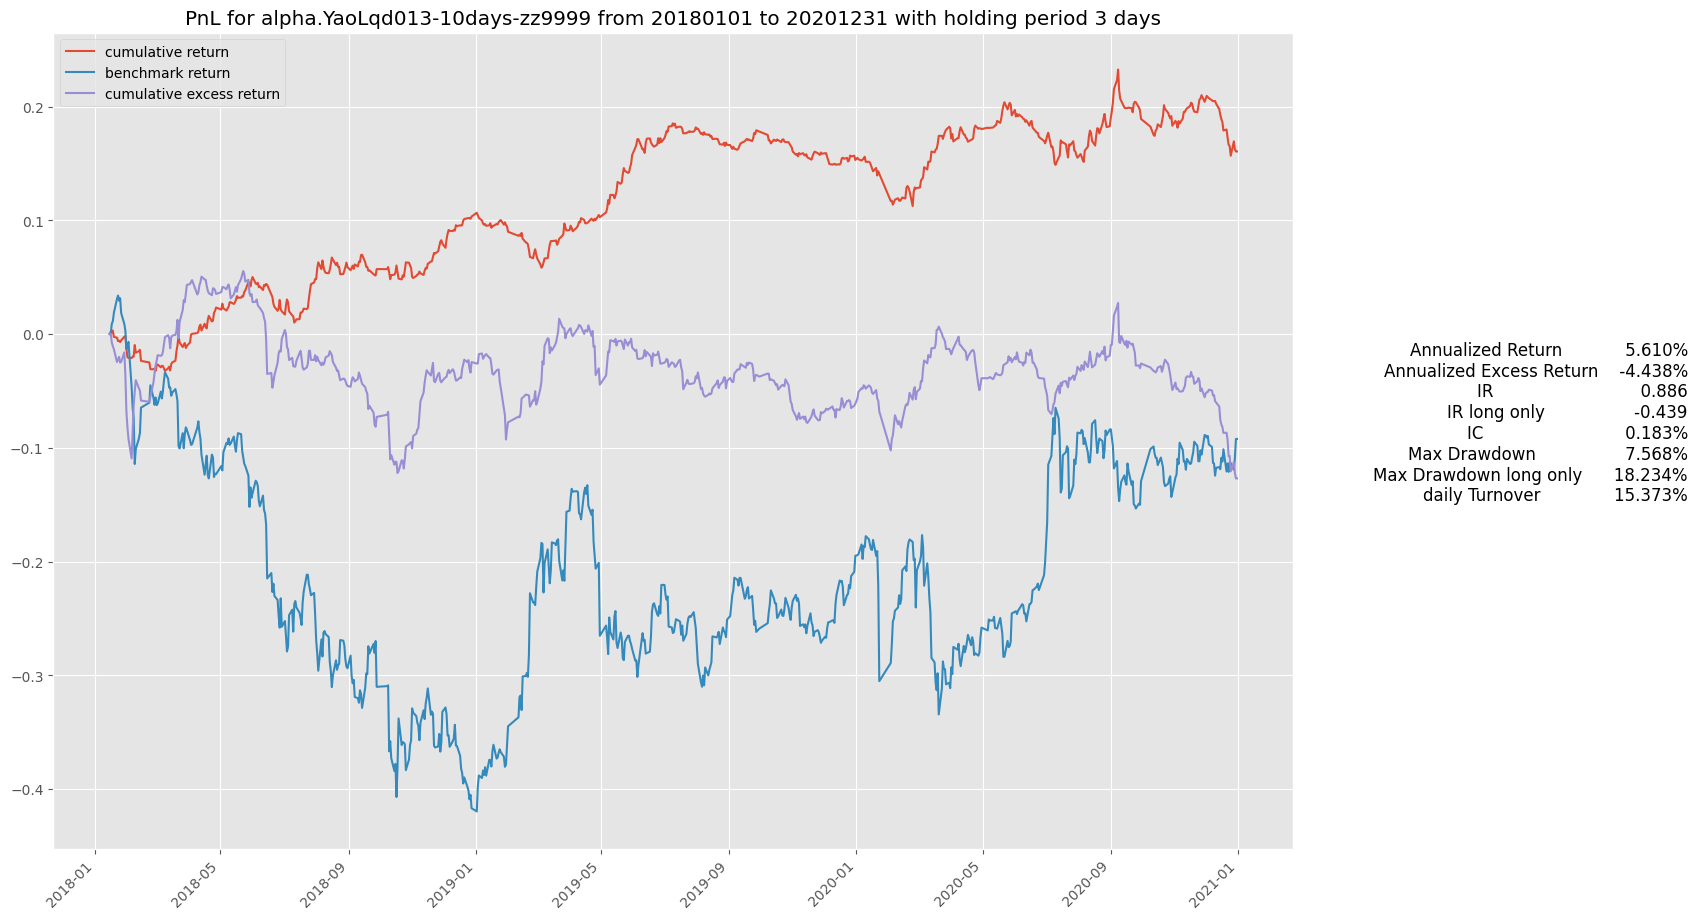 PnL for alpha.YaoLqd013-10days-zz9999 from 20180101 to 20201231 with holding period 3 days
cumulative return
benchmark return
cumulative excess return
0.2
0.1
0.0
−0.1
−0.2
−0.3
−0.4
2018-01
2018-05
2018-09
2019-01
2019-05
2019-09
2020-01
2020-05
2020-09
2021-01
Annualized Return 5.610%
Annualized Excess Return -4.438%
IR 0.886
IR long only -0.439
IC 0.183%
Max Drawdown 7.568%
Max Drawdown long only 18.234%
daily Turnover 15.373%